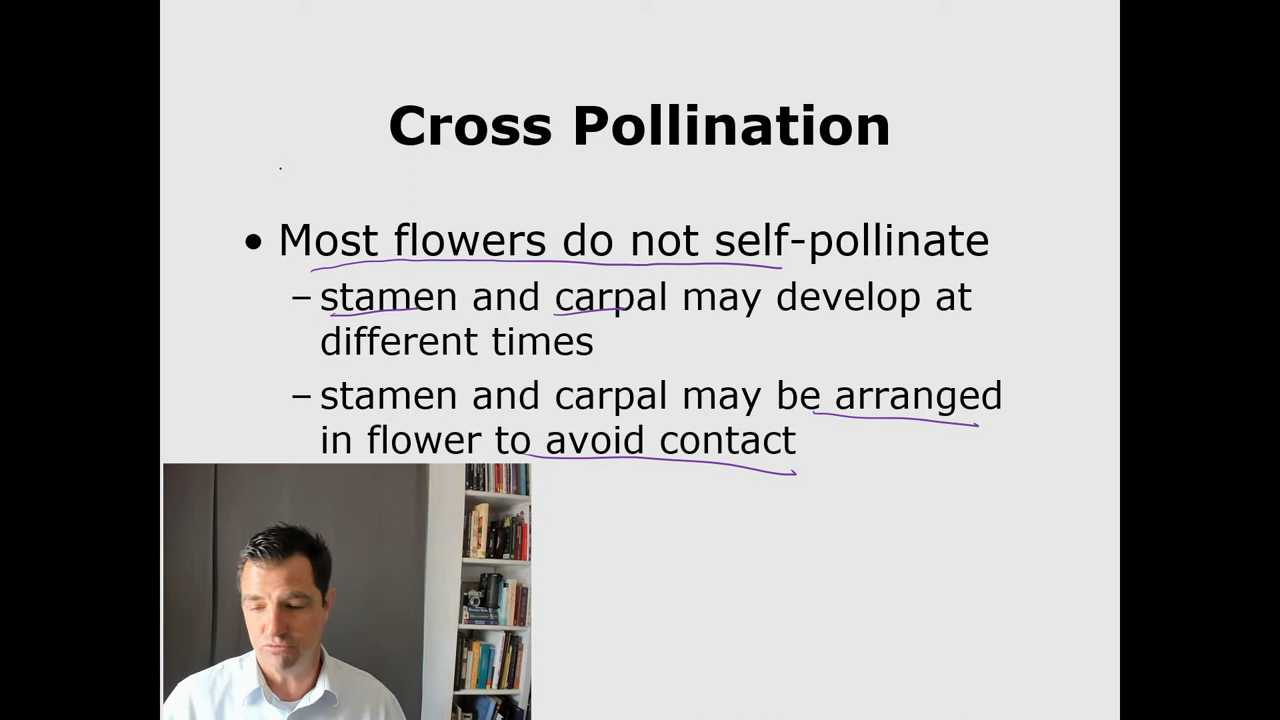 Cross Pollination
• Most flowers do not self-pollinate
– stamen and carpal may develop at
different times
– stamen and carpal may be arranged
in flower to avoid contact